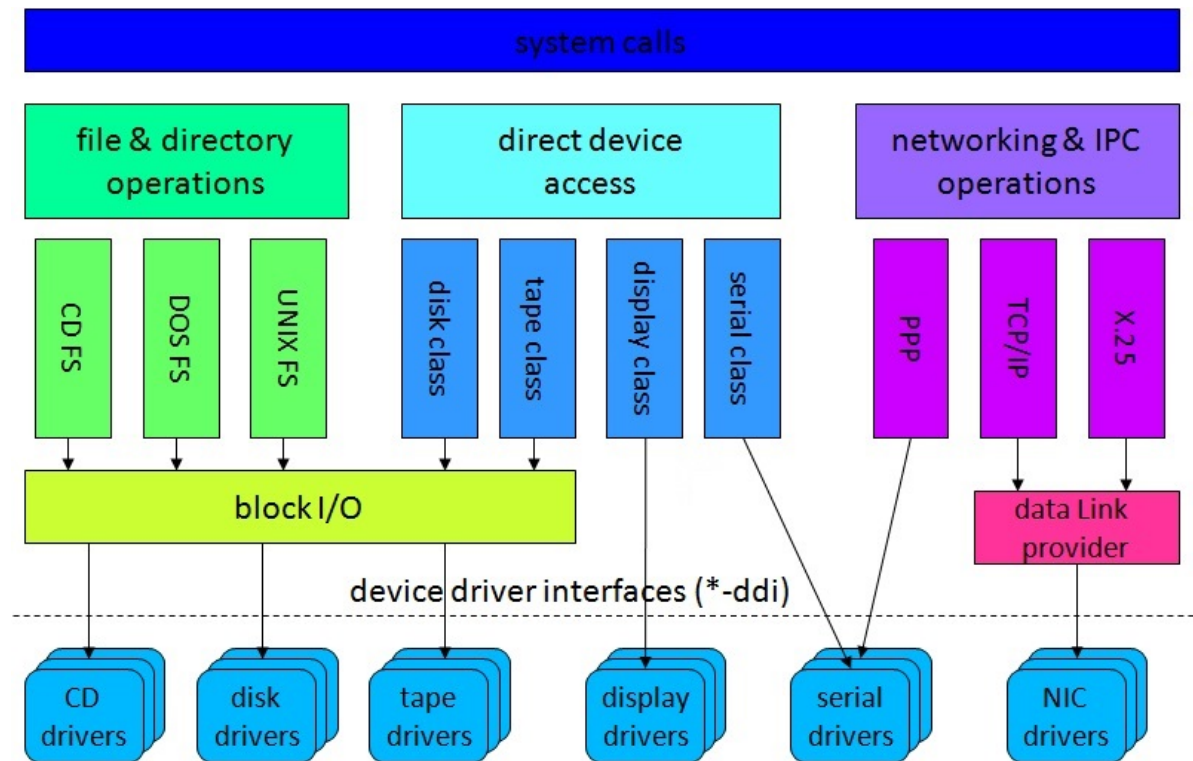 system calls
file & directory
operations
direct device
access
networking & IPC
operations
CD FS
DOS FS
UNIX FS
disk class
tape class
display class
serial class
PPP
TCP/IP
X.25
block I/O
data Link
provider
device driver interfaces (*-ddi)
CD
drivers
disk
drivers
tape
drivers
display
drivers
serial
drivers
NIC
drivers